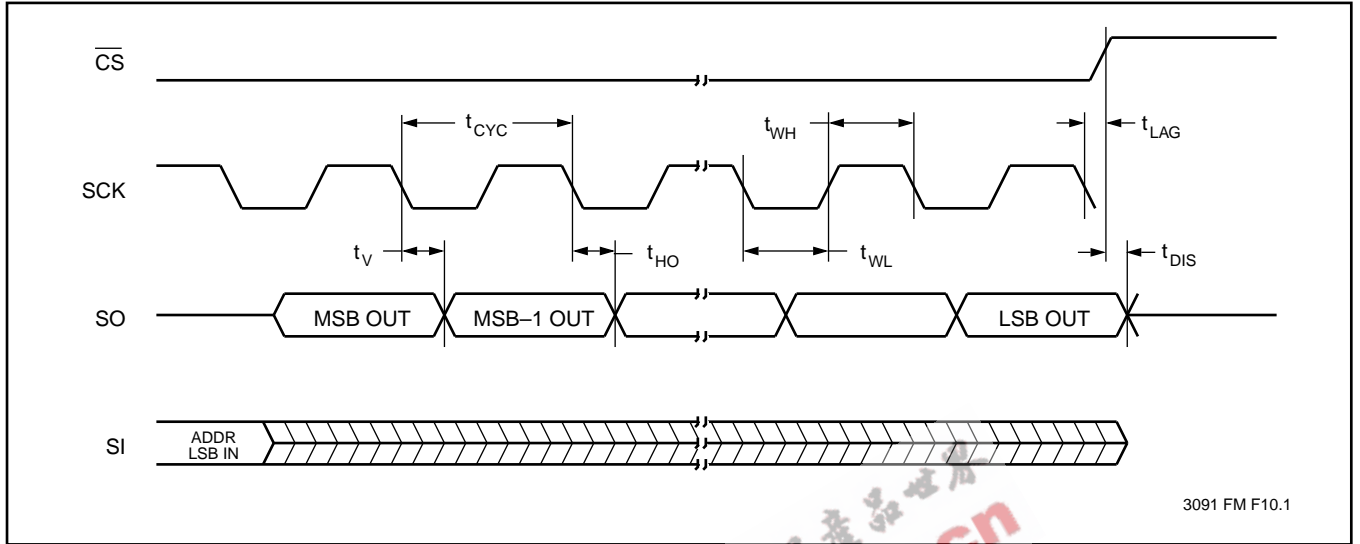 CS
tCYC
tWH
tLAG
SCK
tV
tHO
tWL
tDIS
SO
MSB OUT
MSB–1 OUT
LSB OUT
SI
ADDR
LSB IN
3091 FM F10.1